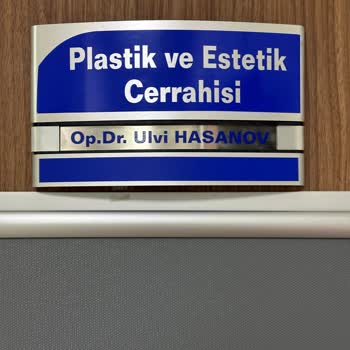 Plastik ve Estetik
Cerrahisi
Op.Dr. Ulvi HASANOV